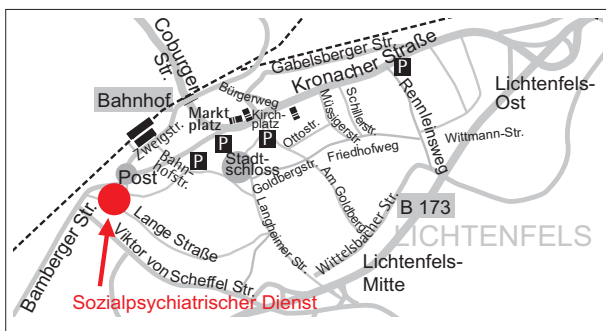 Coburger
Str.
Gabelsberger Str.
Kronacher Straße
P
Bahnhof
Bürgerweg
Markt
platz
Kirch-
platz
Zweigstr.
Bahn-
hofstr.
P
P
P
Stadt-
schloss
Ottostr.
Müssigerstr.
Schillerstr.
Rennleinsweg
Lichtenfels-
Ost
Wittmann-Str.
Friedhofweg
Goldbergstr.
Am Goldberg
Post
Langheimer Str.
Lange Straße
Bamberger Str.
Viktor von Scheffel Str.
Wittelsbacher Str.
B 173
LICHTENFELS
Lichtenfels-
Mitte
Sozialpsychiatrischer Dienst